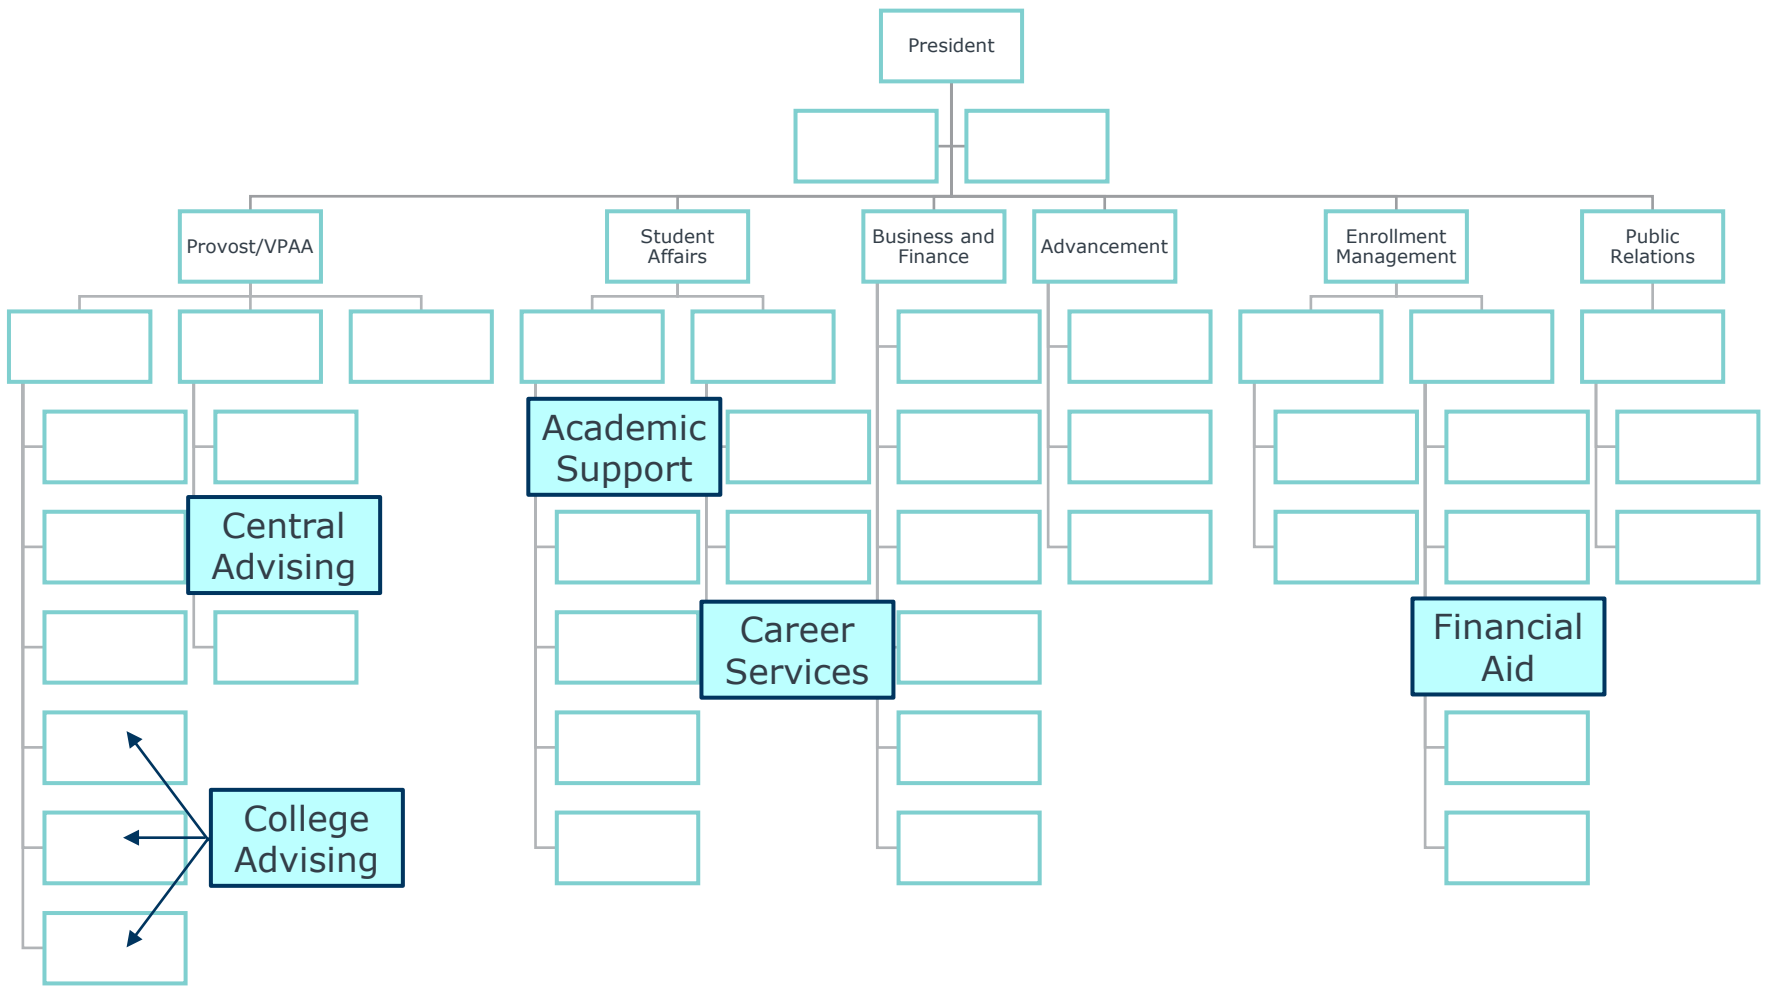 President
Provost/VPAA
Student
Affairs
Business and
Finance
Advancement
Enrollment
Management
Public
Relations
Academic
Support
Central
Advising
Career
Services
Financial
Aid
College
Advising